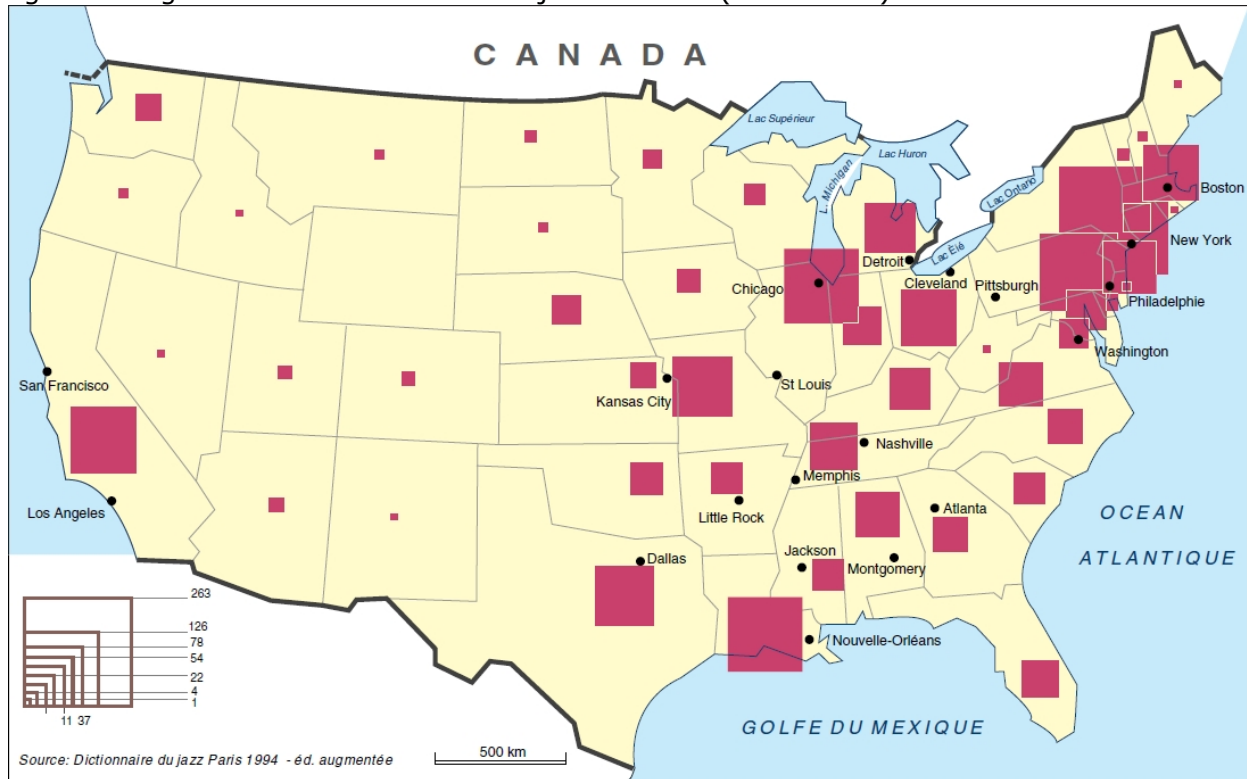 CANADA
Lac Supérieur
Lac Huron
L. Michigan
Lac Ontario
Lac Éié
Boston
New York
Detroit
Cleveland
Pittsburgh
Chicago
Philadelphie
Washington
San Francisco
St Louis
Kansas City
Nashville
Memphis
Los Angeles
Little Rock
Atlanta
OCEAN
ATLANTIQUE
Dallas
Jackson
Montgomery
Nouvelle-Orléans
GOLFE DU MEXIQUE
263
126
78
54
22
4
1
11 37
500 km
Source: Dictionnaire du jazz Paris 1994 - éd. augmentée